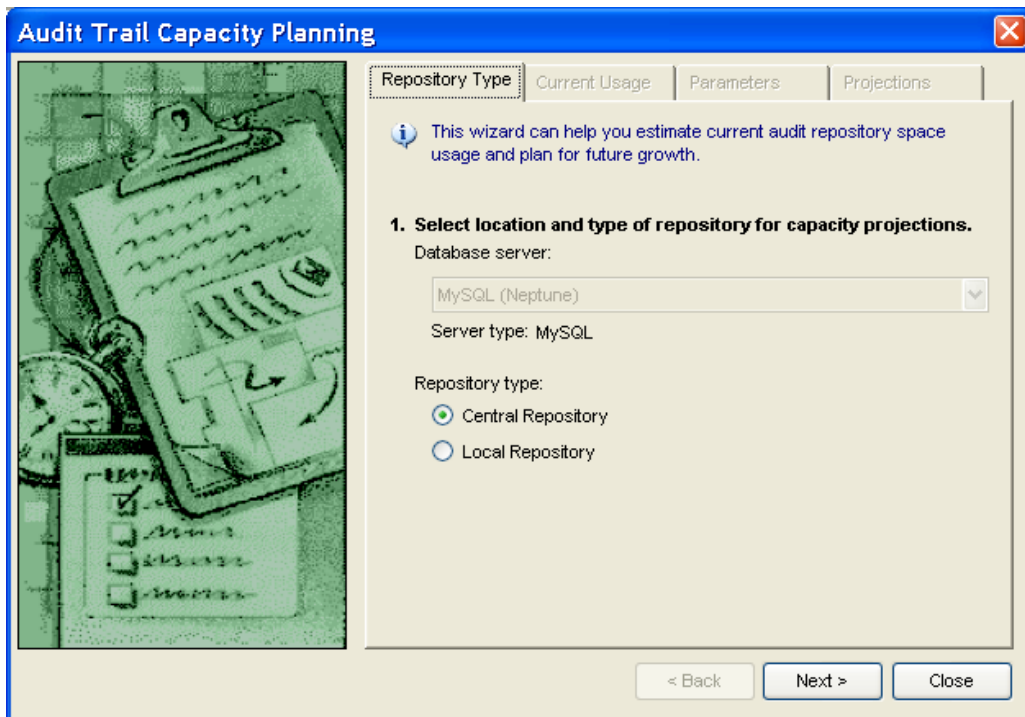 Audit Trail Capacity Planning
Repository Type
Current Usage
Parameters
Projections
This wizard can help you estimate current audit repository space
usage and plan for future growth.
1. Select location and type of repository for capacity projections.
Database server:
MySQL (Neptune)
Server type: MySQL
Repository type:
Central Repository
Local Repository
< Back
Next >
Close